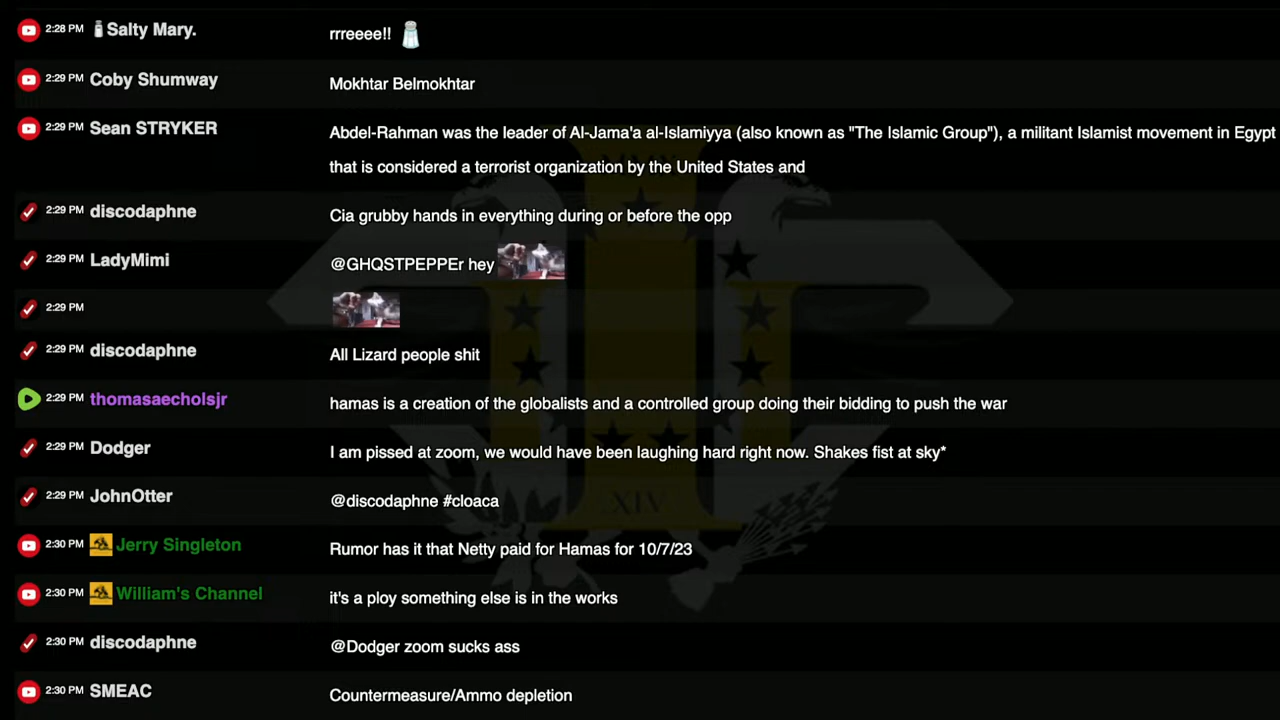 2:28 PM Salty Mary. rrreeee!!
2:29 PM Coby Shumway Mokhtar Belmokhtar
2:29 PM Sean STRYKER Abdel-Rahman was the leader of Al-Jama'a al-Islamiyya (also known as "The Islamic Group"), a militant Islamist movement in Egypt
that is considered a terrorist organization by the United States and
2:29 PM discodaphne Cia grubby hands in everything during or before the opp
2:29 PM LadyMimi @GHQSTPEPPEr hey
2:29 PM
2:29 PM discodaphne All Lizard people shit
2:29 PM thomasaecholsjr hamas is a creation of the globalists and a controlled group doing their bidding to push the war
2:29 PM Dodger I am pissed at zoom, we would have been laughing hard right now. Shakes fist at sky*
2:29 PM JohnOtter @discodaphne #cloaca
XIV
2:30 PM Jerry Singleton Rumor has it that Netty paid for Hamas for 10/7/23
2:30 PM William's Channel it's a ploy something else is in the works
2:30 PM discodaphne @Dodger zoom sucks ass
2:30 PM SMEAC Countermeasure/Ammo depletion